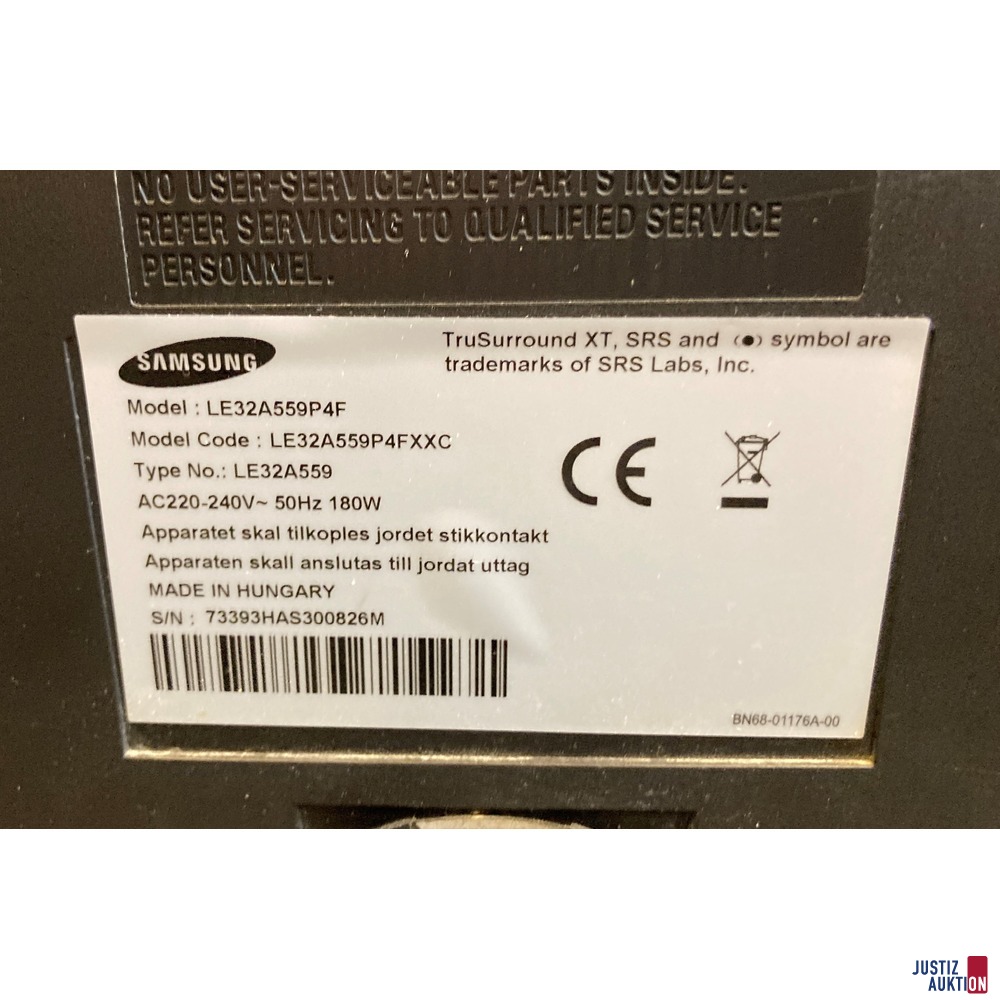 NO USER-SERVICEABLE PARTS INSIDE.
REFER SERVICING TO QUALIFIED SERVICE
PERSONNEL.
SAMSUNG
TruSurround XT, SRS and (●) symbol are
trademarks of SRS Labs, Inc.
Model : LE32A559P4F
Model Code : LE32A559P4FXXC
Type No.: LE32A559
AC220-240V~ 50Hz 180W
Apparatet skal tilkoples jordet stikkontakt
Apparaten skall anslutas till jordat uttag
MADE IN HUNGARY
S/N : 73393HAS300826M
CE
BN68-01176A-00
JUSTIZ
AUKTION